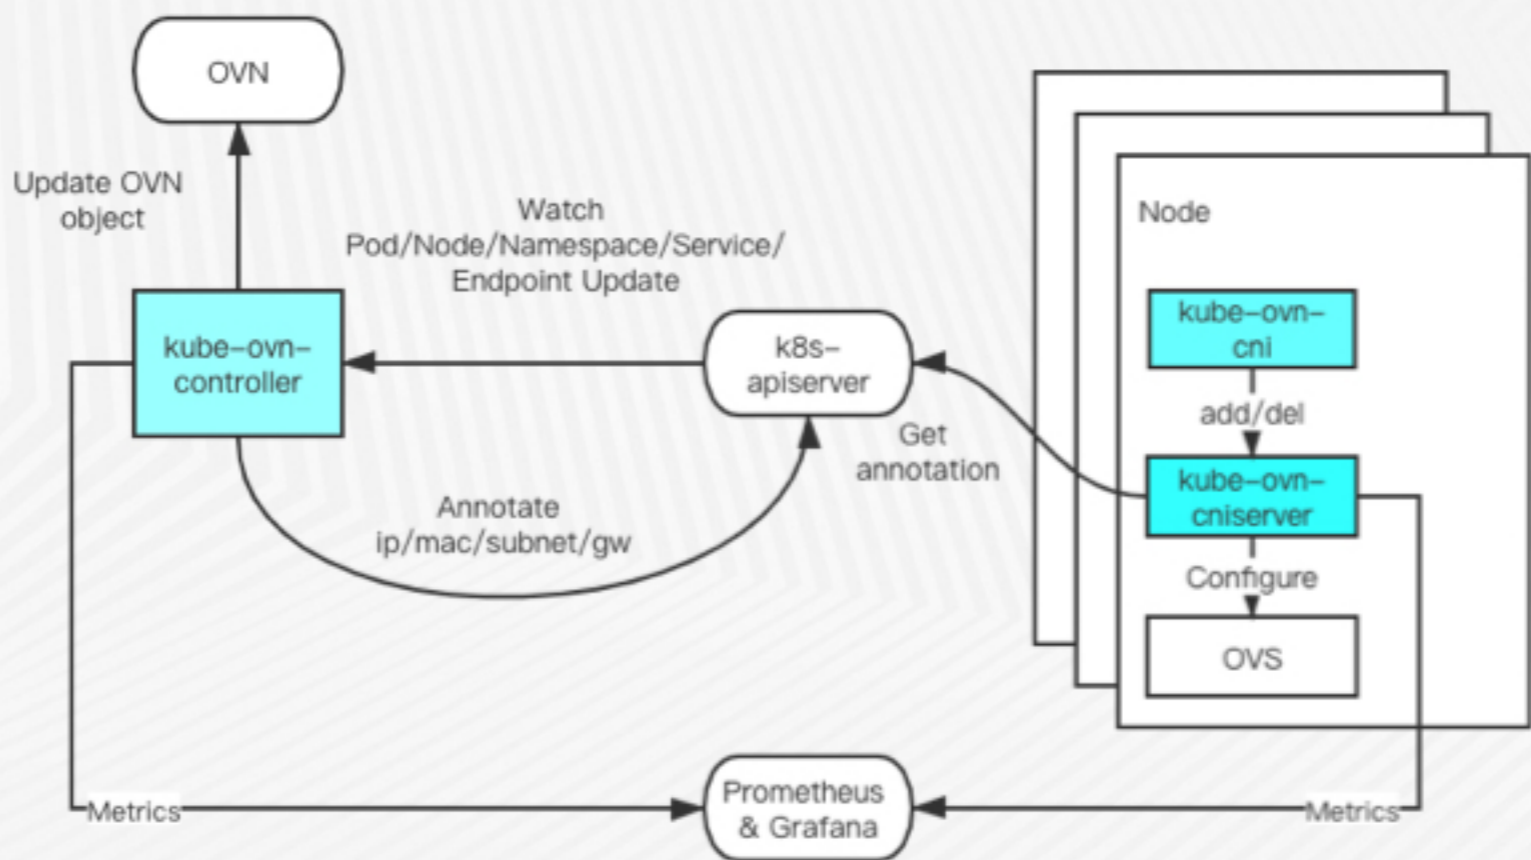 OVN
Update OVN
object
Watch
Pod/Node/Namespace/Service/
Endpoint Update
Node
kube-ovn-
cni
kube-ovn-
controller
k8s-
apiserver
add/del
Get
annotation
kube-ovn-
cniserver
Annotate
ip/mac/subnet/gw
Configure
OVS
Metrics
Prometheus
& Grafana
Metrics